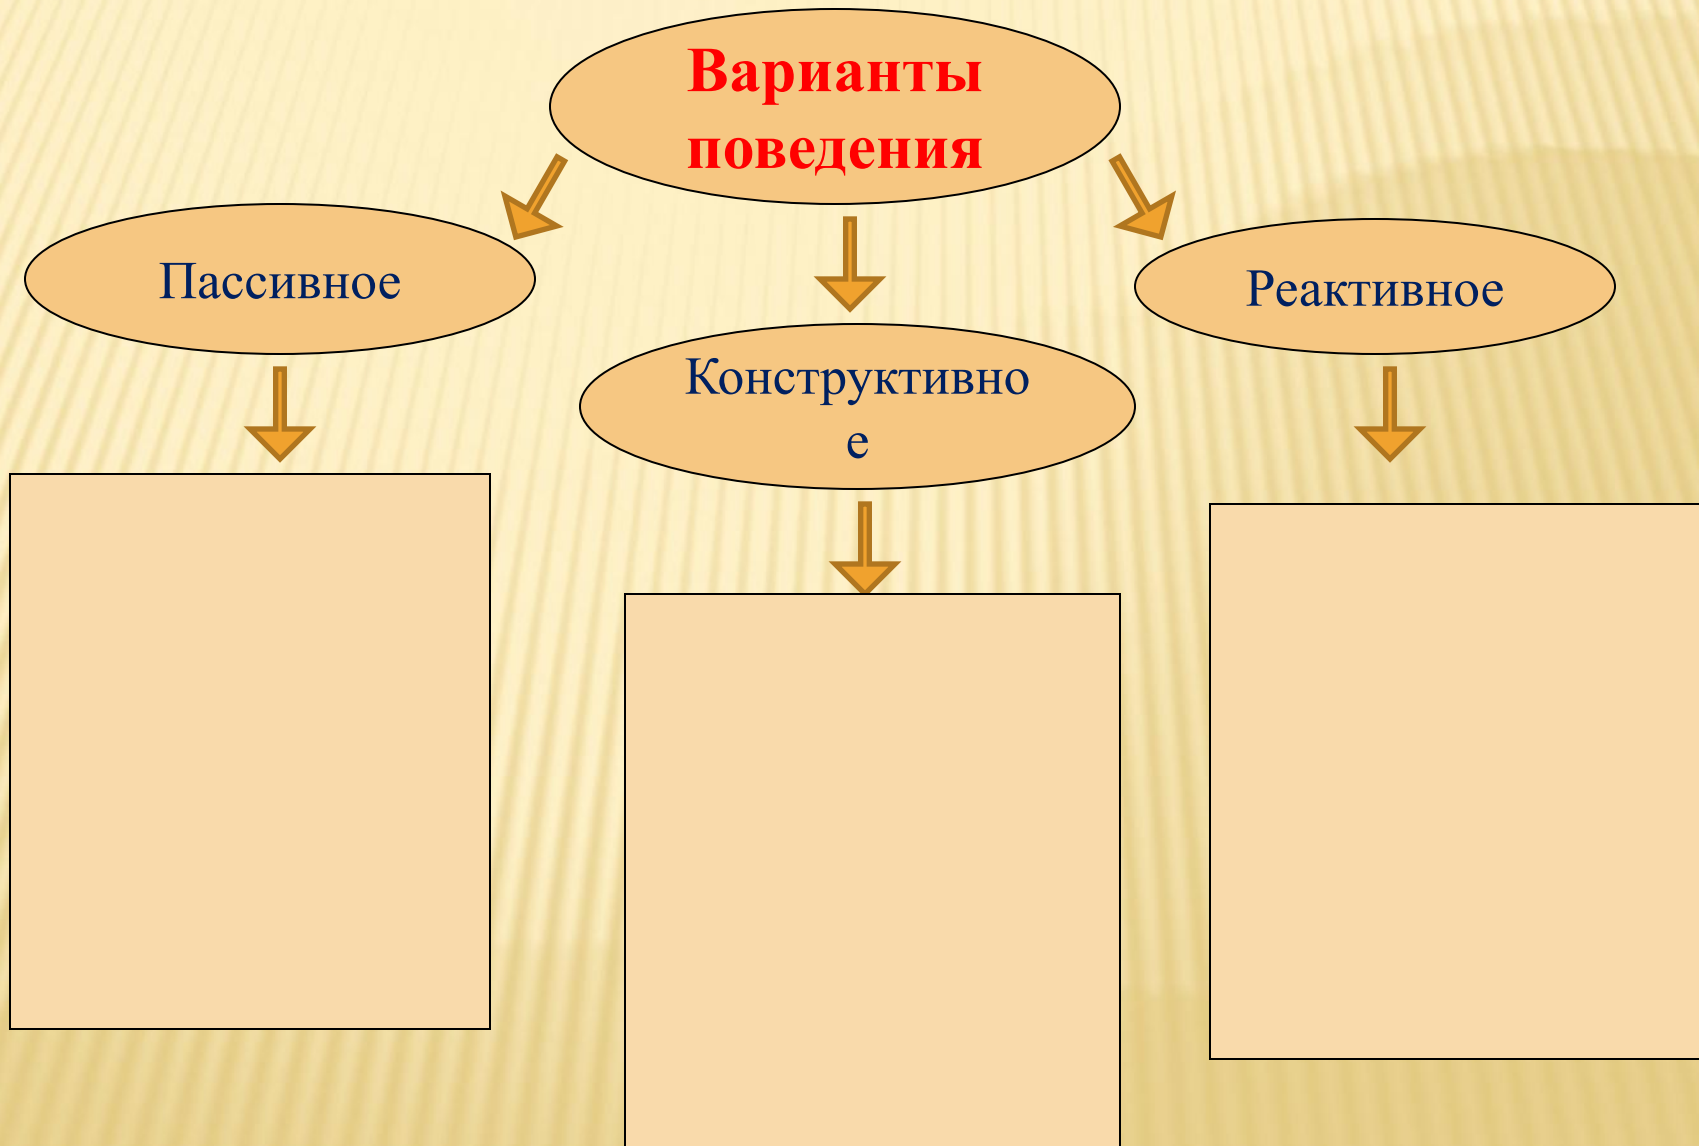 Варианты
поведения
Пассивное
Конструктивно
е
Реактивное